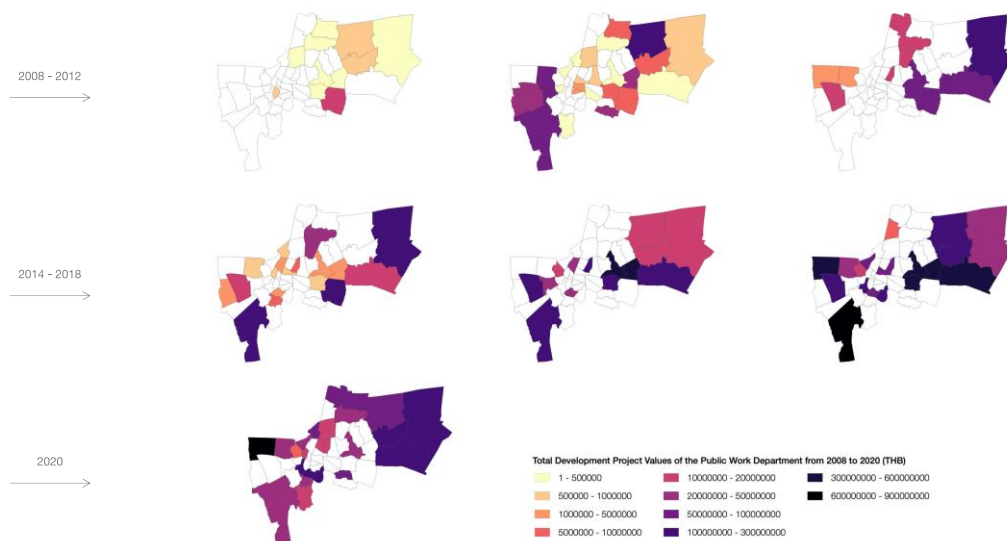 2008 - 2012
2014 - 2018
2020
Total Development Project Values of the Public Work Department from 2008 to 2020 (THB)
1 - 500000
10000000 - 20000000
300000000 - 600000000
500000 - 1000000
20000000 - 50000000
600000000 - 900000000
1000000 - 5000000
50000000 - 100000000
5000000 - 10000000
100000000 - 300000000